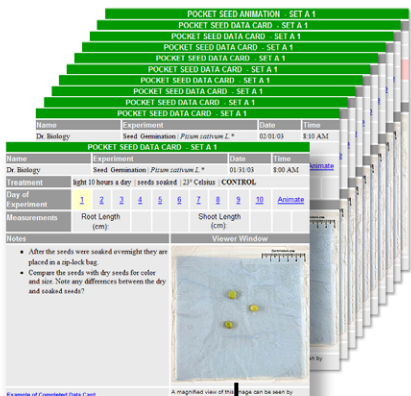 POCKET SEED ANIMATION - SET A 1
POCKET SEED DATA CARD - SET A 1
POCKET SEED DATA CARD - SET A 1
POCKET SEED DATA CARD - SET A 1
POCKET SEED DATA CARD - SET A 1
POCKET SEED DATA CARD - SET A 1
POCKET SEED DATA CARD - SET A 1
POCKET SEED DATA CARD - SET A 1
POCKET SEED DATA CARD - SET A 1
POCKET SEED DATA CARD - SET A 1
Name Experiment Date Time
Dr. Biology Seed Germination | Pisum sativum L. * 02/01/03 8:10 AM
Animate
POCKET SEED DATA CARD - SET A 1
Name Experiment Date Time
Dr. Biology Seed Germination | Pisum sativum L. * 01/31/03 8:00 AM
Treatment light 10 hours a day | seeds soaked | 23° Celsius | CONTROL
Day of Experiment 1 2 3 4 5 6 7 8 9 10 Animate
Measurements Root Length (cm): Shoot Length (cm):
Notes Viewer Window
• After the seeds were soaked overnight they are
placed in a zip-lock bag.
• Compare the seeds with dry seeds for color
and size. Note any differences between the dry
and soaked seeds?
Example of Completed Data Card
A magnified view of this image can be seen by